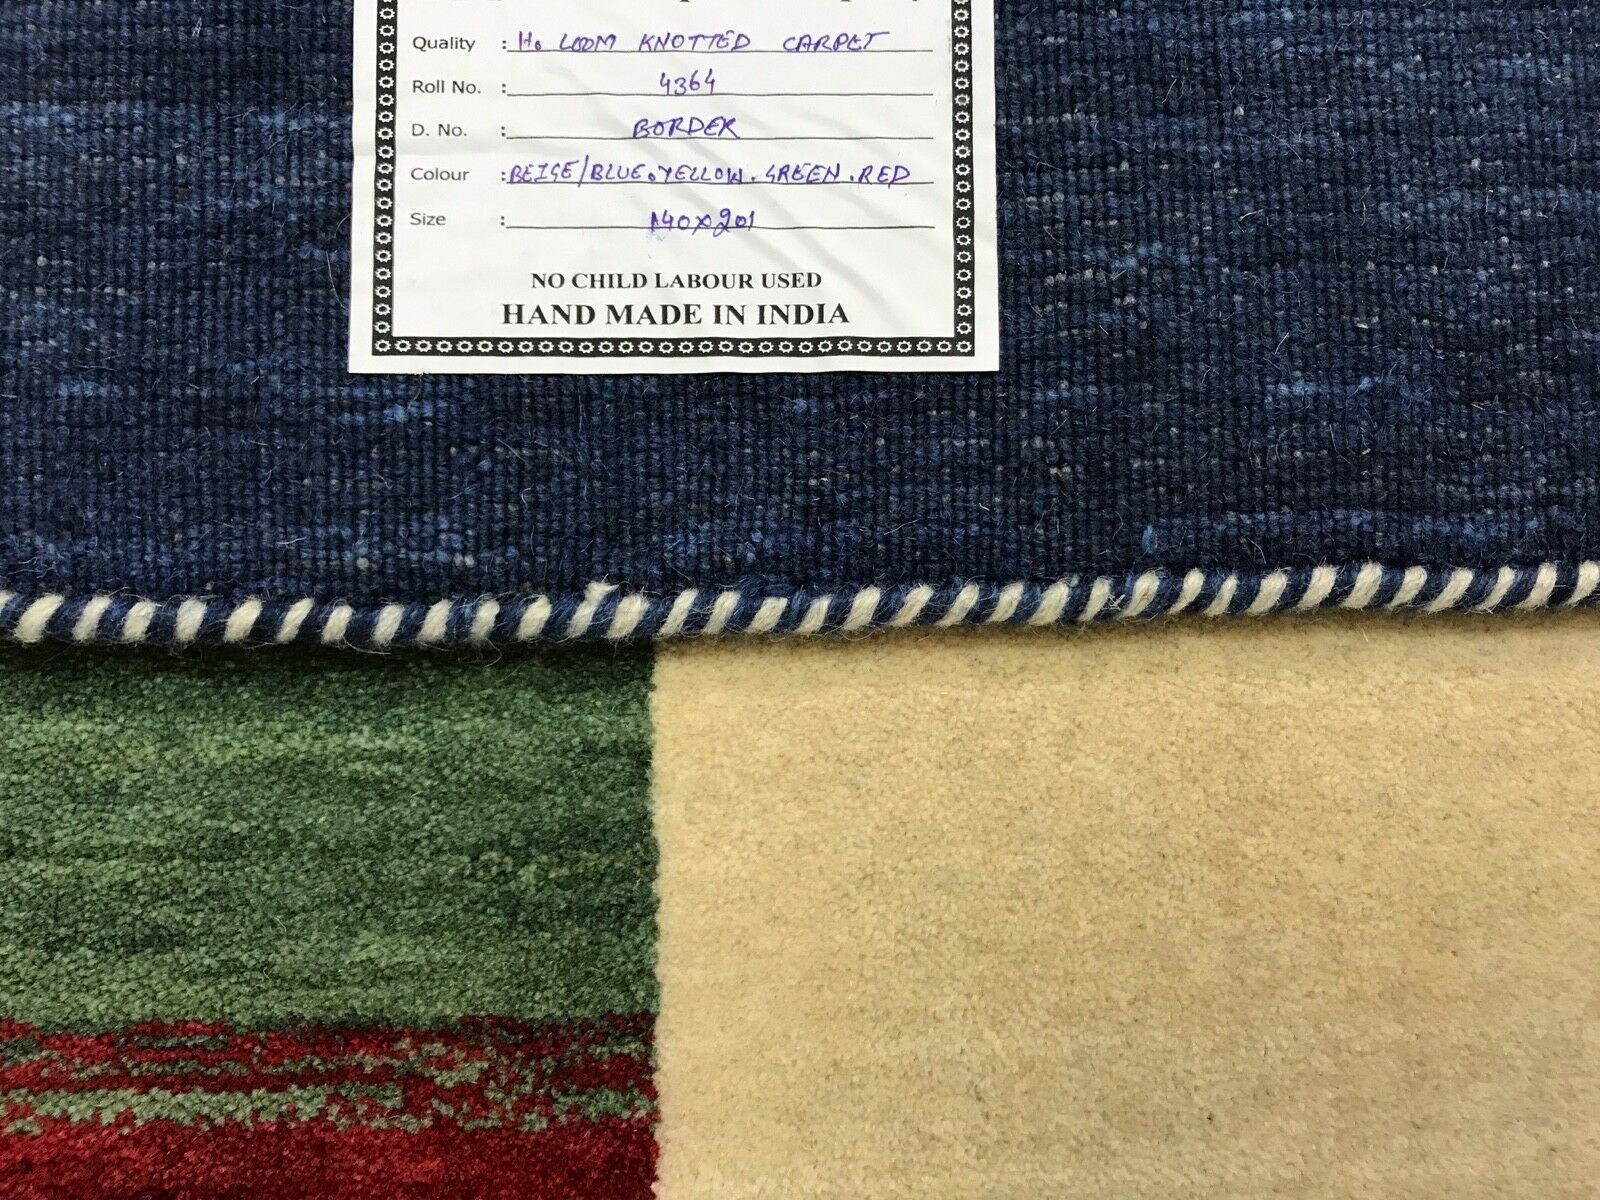 Quality : H. LOOM KNOTTED CARPET
Roll No. : 4364
D. No. : BORDER
Colour : BEIGE/BLUE.YELLOW.GREEN.RED
Size : 140x201
NO CHILD LABOUR USED
HAND MADE IN INDIA